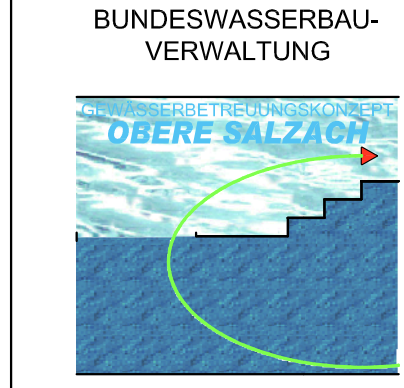 BUNDESWASSERBAU-
VERWALTUNG
GEWÄSSERBETREUUNGSKONZEPT
OBERE SALZACH